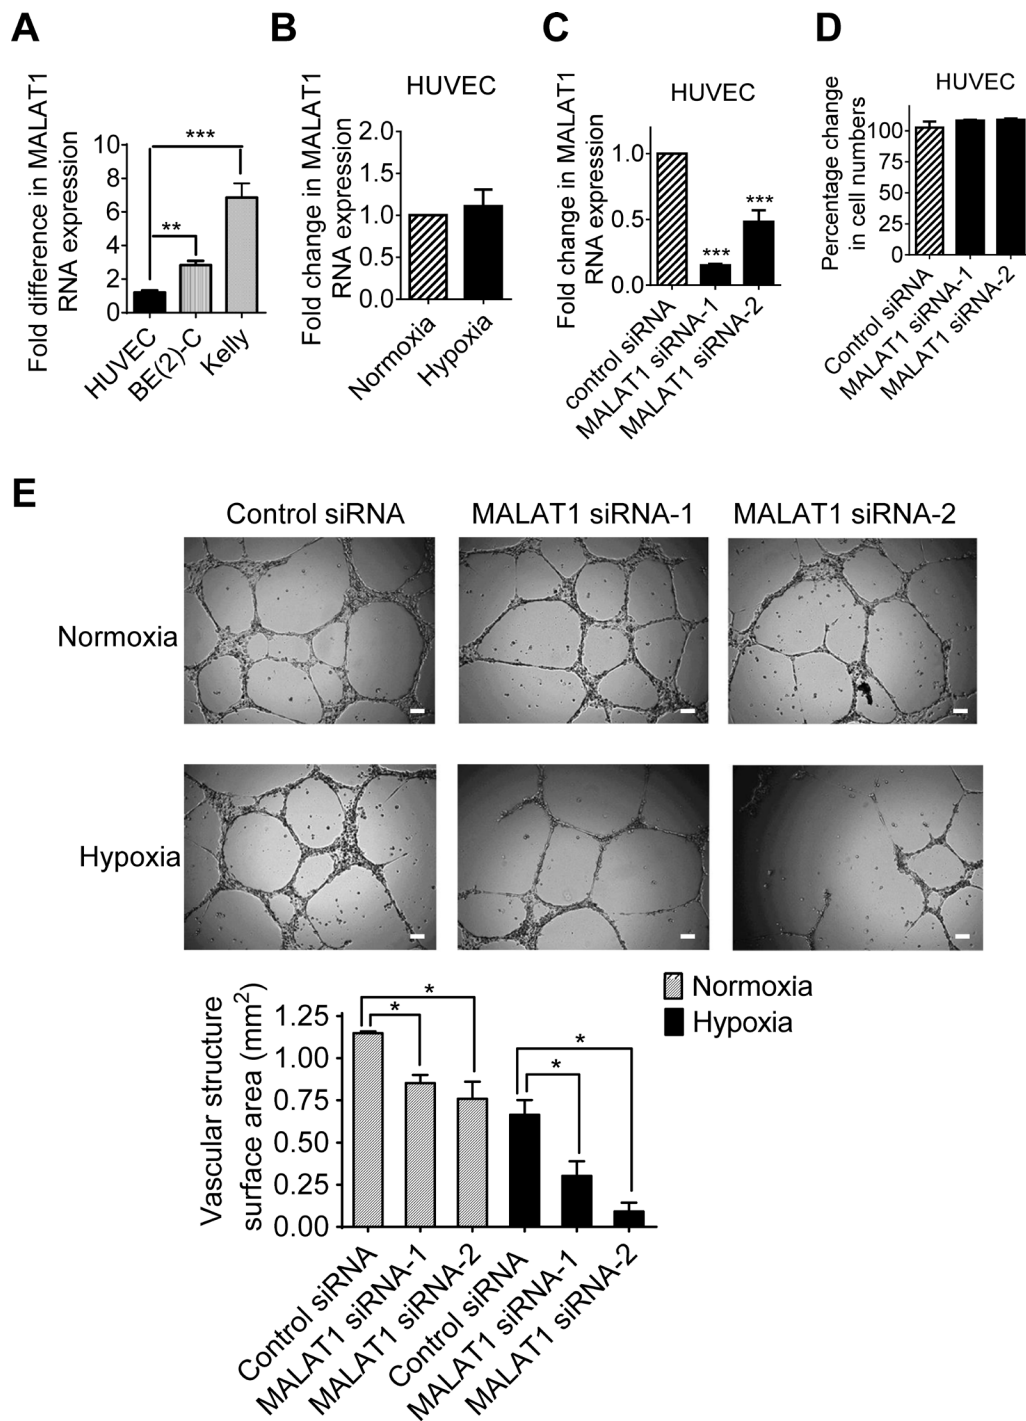 A
Fold difference in MALAT1
RNA expression
10
8
6
4
2
0
***
**
HUVEC
BE(2)-C
Kelly
B
HUVEC
Fold change in MALAT1
RNA expression
2.0
1.5
1.0
0.5
0.0
Normoxia
Hypoxia
C
HUVEC
Fold change in MALAT1
RNA expression
1.0
0.5
0.0
***
***
control siRNA
MALAT1 siRNA-1
MALAT1 siRNA-2
D
HUVEC
Percentage change
in cell numbers
100
75
50
25
0
Control siRNA
MALAT1 siRNA-1
MALAT1 siRNA-2
E
Control siRNA
MALAT1 siRNA-1
MALAT1 siRNA-2
Normoxia
Hypoxia
Normoxia
Hypoxia
Vascular structure
surface area (mm²)
1.25
1.00
0.75
0.50
0.25
0.00
*
*
*
*
Control siRNA
MALAT1 siRNA-1
MALAT1 siRNA-2
Control siRNA
MALAT1 siRNA-1
MALAT1 siRNA-2